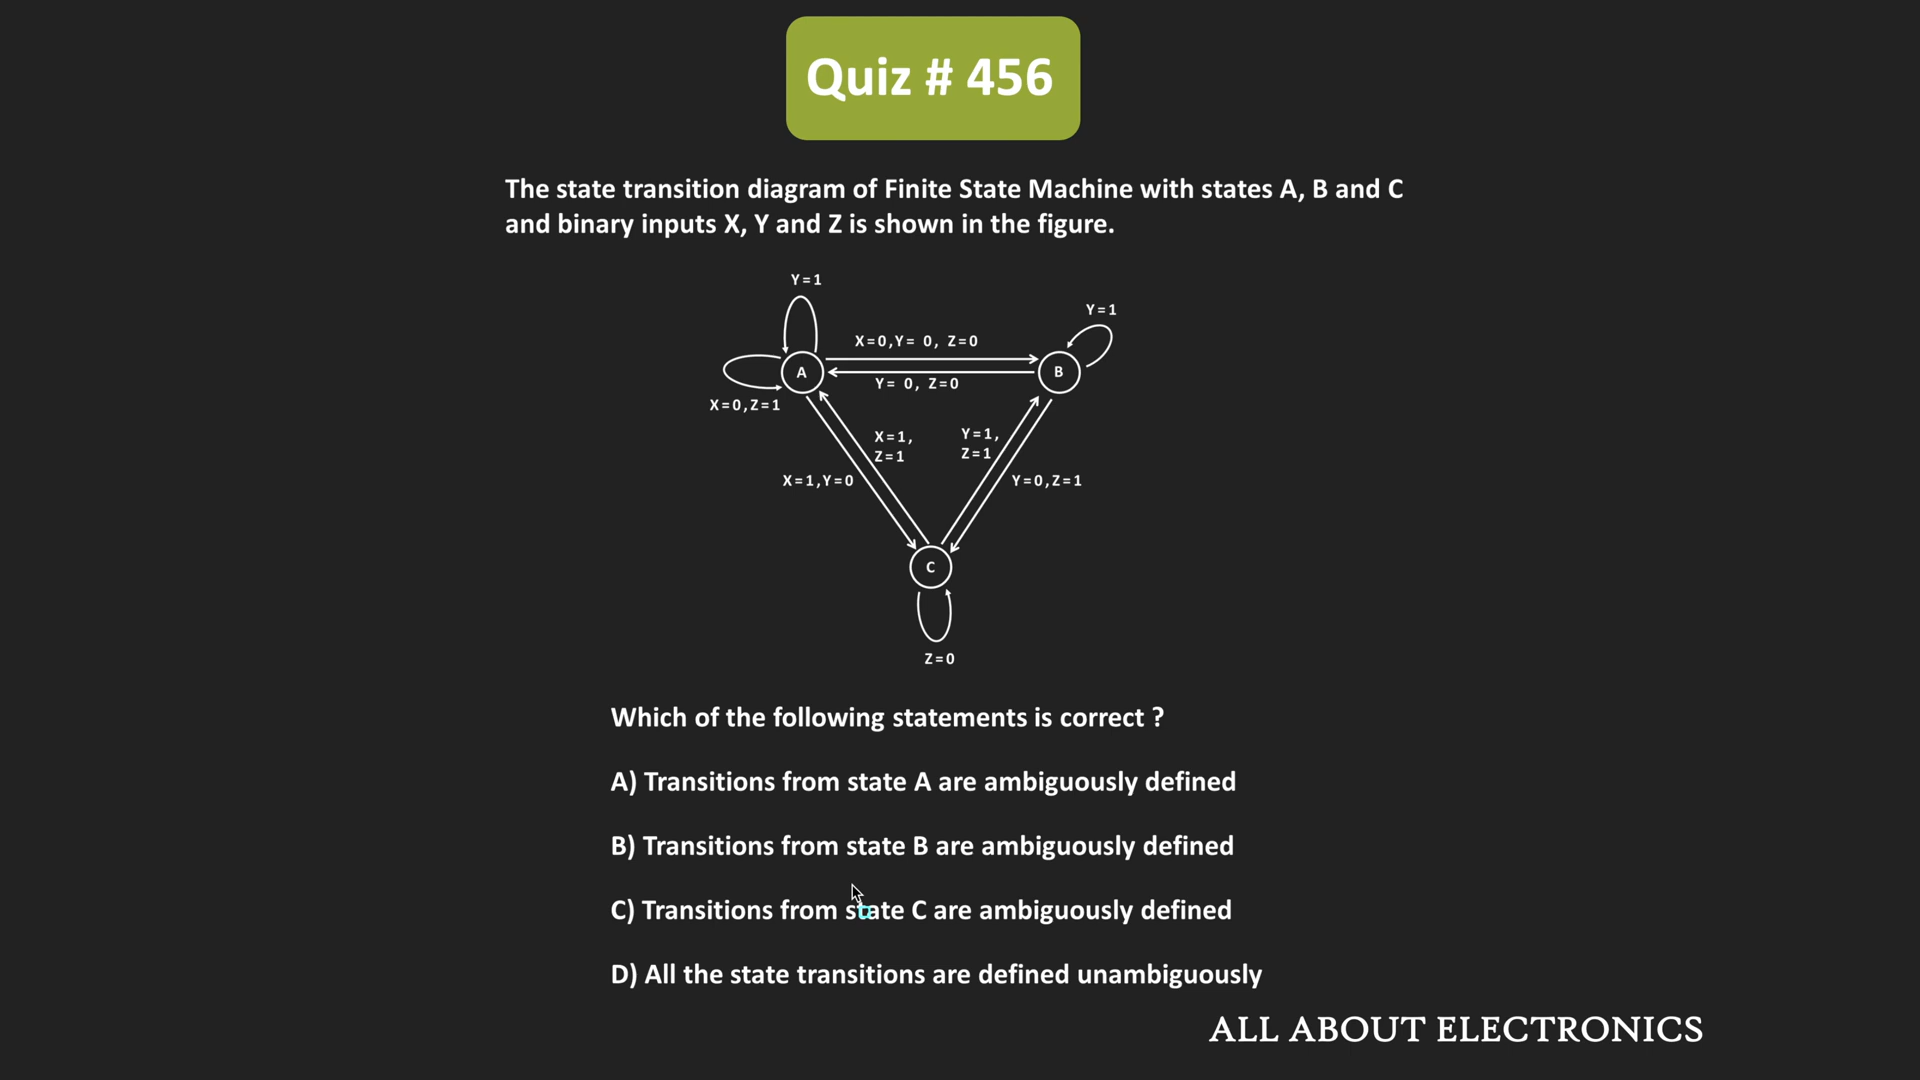 Quiz # 456
The state transition diagram of Finite State Machine with states A, B and C
and binary inputs X, Y and Z is shown in the figure.
Y=1
Y=1
X=0,Y= 0, Z=0
A
B
Y= 0, Z=0
X=0,Z=1
X=1,
Z=1
Y=1,
Z=1
X=1,Y=0
Y=0,Z=1
C
Z=0
Which of the following statements is correct ?
A) Transitions from state A are ambiguously defined
B) Transitions from state B are ambiguously defined
C) Transitions from state C are ambiguously defined
D) All the state transitions are defined unambiguously
ALL ABOUT ELECTRONICS